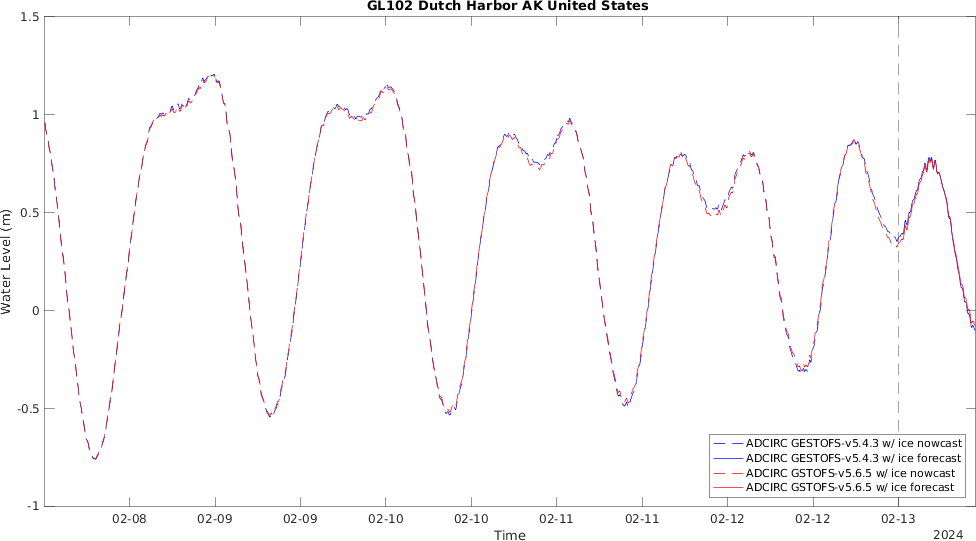 GL102 Dutch Harbor AK United States
1.5
1
0.5
0
-0.5
-1
Water Level (m)
ADCIRC GESTOFS-v5.4.3 w/ ice nowcast
ADCIRC GESTOFS-v5.4.3 w/ ice forecast
ADCIRC GSTOFS-v5.6.5 w/ ice nowcast
ADCIRC GSTOFS-v5.6.5 w/ ice forecast
02-08 02-09 02-09 02-10 02-10 02-11 02-11 02-12 02-12 02-13
Time
2024